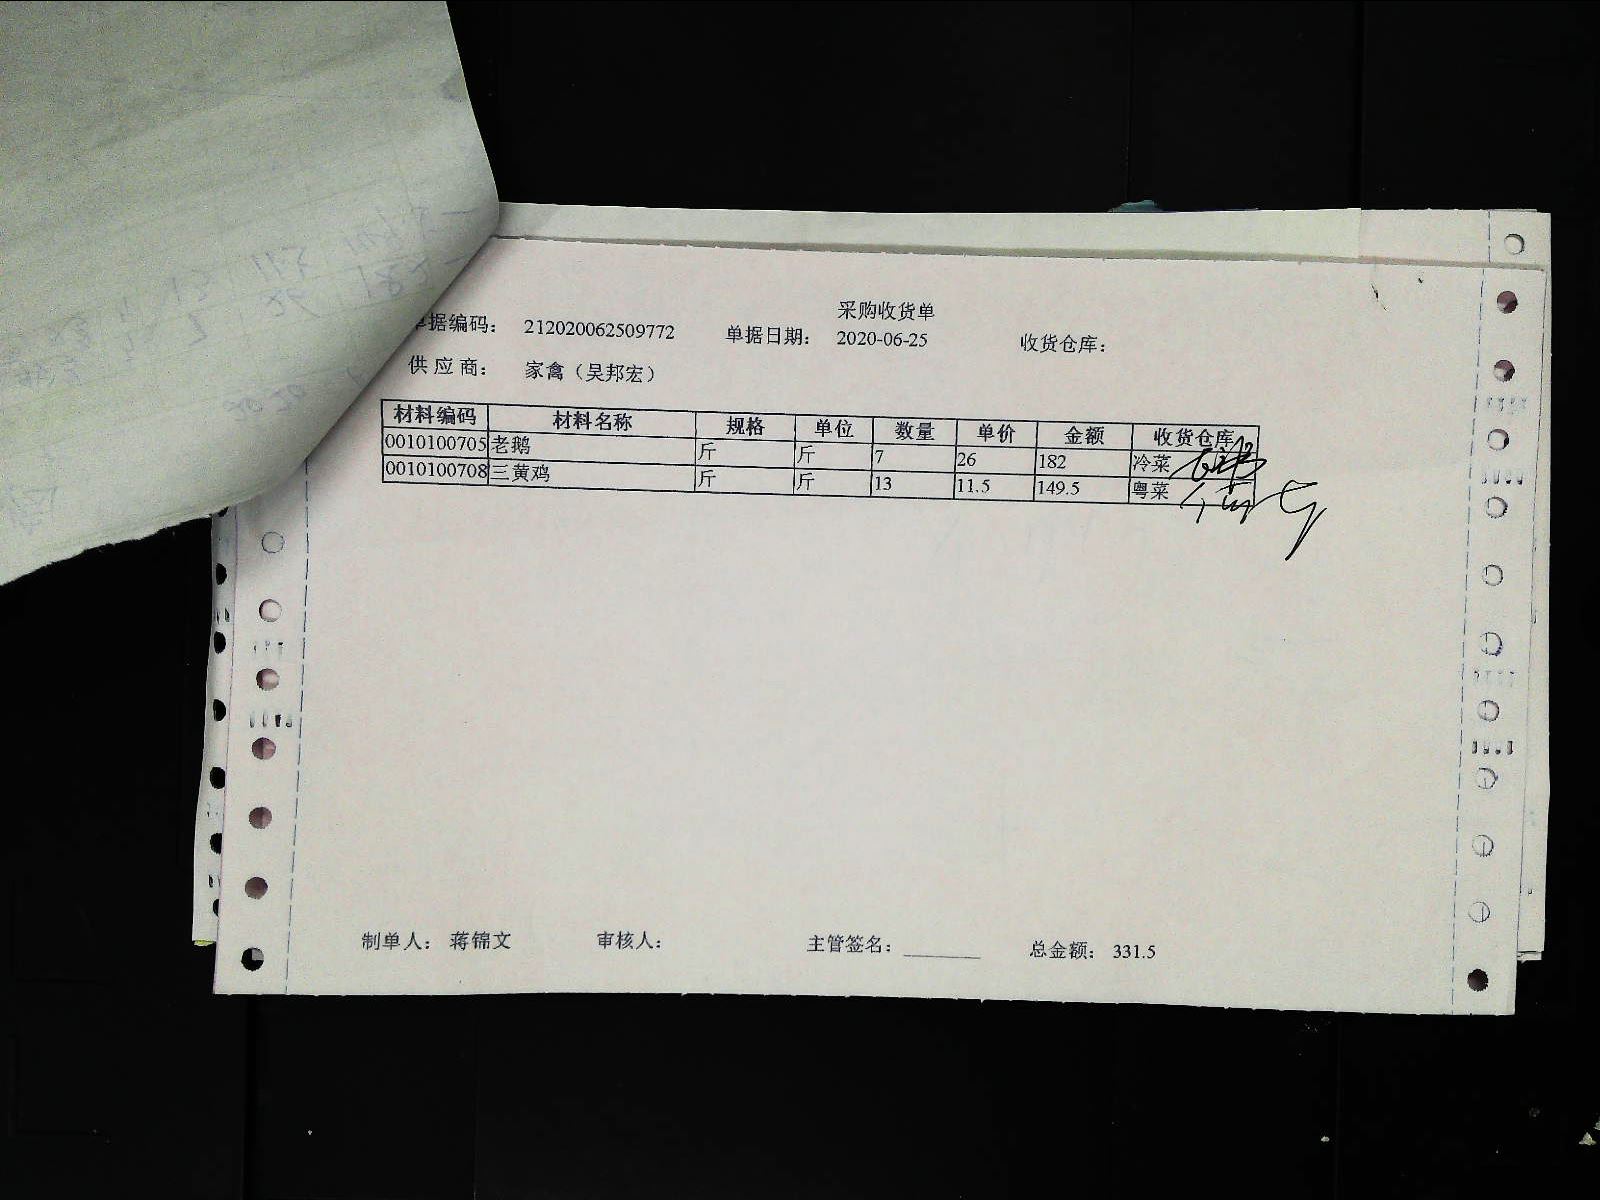 采购收货单
单据编码： 212020062509772 单据日期： 2020-06-25 收货仓库：
供应商： 家禽（吴邦宏）
材料编码 材料名称 规格 单位 数量 单价 金额 收货仓库
0010100705 老鹅 斤 斤 7 26 182 冷菜
0010100708 三黄鸡 斤 斤 13 11.5 149.5 粤菜
制单人： 蒋锦文 审核人： 主管签名： 总金额： 331.5